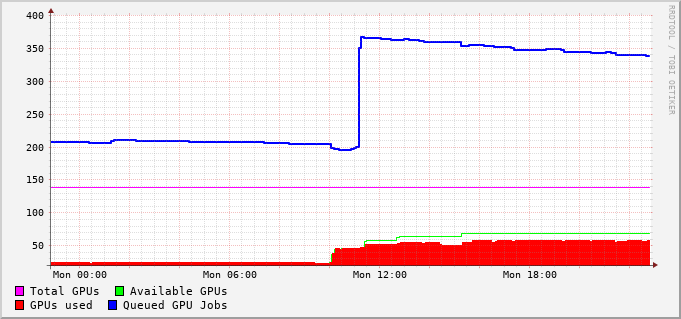 400
350
300
250
200
150
100
50
Mon 00:00 Mon 06:00 Mon 12:00 Mon 18:00
Total GPUs Available GPUs
GPUs used Queued GPU Jobs
RRDTOOL / TOBI OETIKER